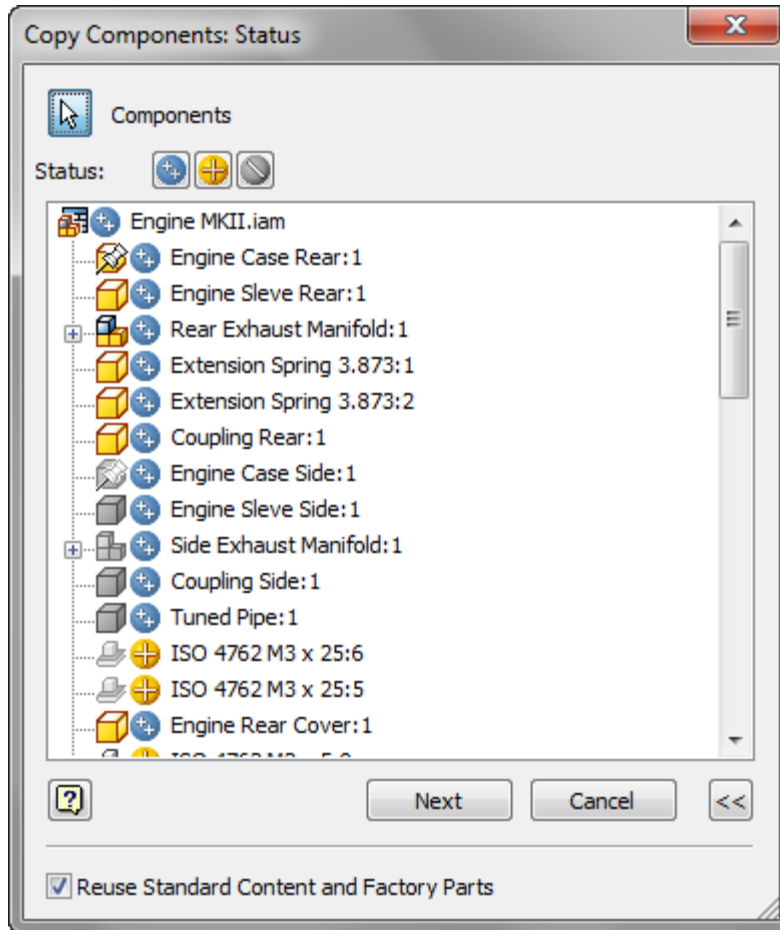 Copy Components: Status
Components
Status:
Engine MKII.iam
Engine Case Rear:1
Engine Sleve Rear:1
Rear Exhaust Manifold:1
Extension Spring 3.873:1
Extension Spring 3.873:2
Coupling Rear:1
Engine Case Side:1
Engine Sleve Side:1
Side Exhaust Manifold:1
Coupling Side:1
Tuned Pipe:1
ISO 4762 M3 x 25:6
ISO 4762 M3 x 25:5
Engine Rear Cover:1
Next Cancel <<
Reuse Standard Content and Factory Parts